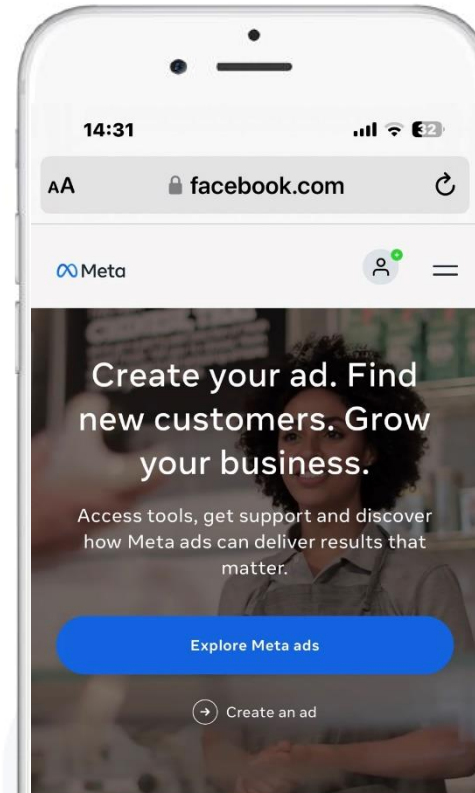 14:31
32
AA
facebook.com
Meta
Create your ad. Find
new customers. Grow
your business.
Access tools, get support and discover
how Meta ads can deliver results that
matter.
Explore Meta ads
Create an ad